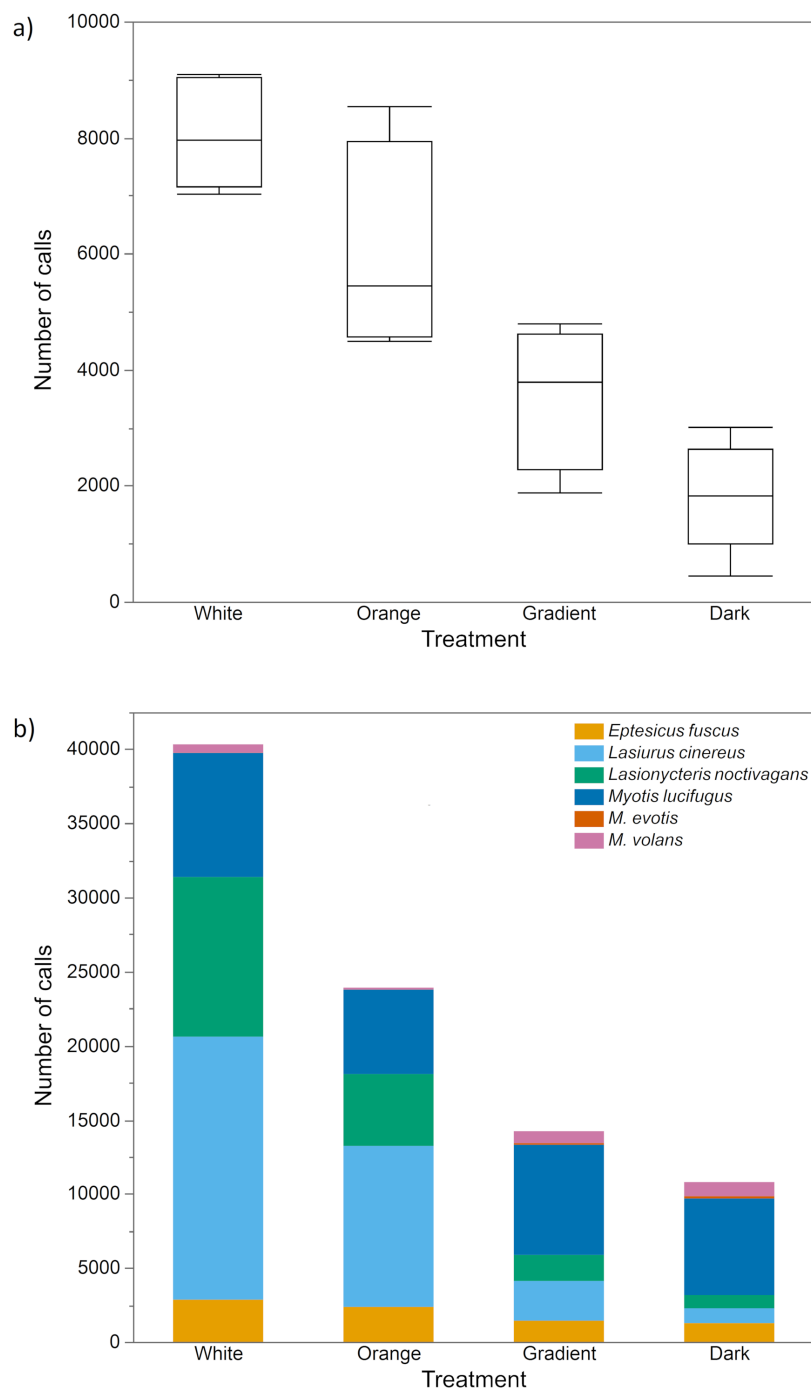 a)
10000
8000
6000
4000
2000
0
Number of calls
White Orange Gradient Dark
Treatment
b)
40000
35000
30000
25000
20000
15000
10000
5000
0
Number of calls
Eptesicus fuscus
Lasiurus cinereus
Lasionycteris noctivagans
Myotis lucifugus
M. evotis
M. volans
White Orange Gradient Dark
Treatment